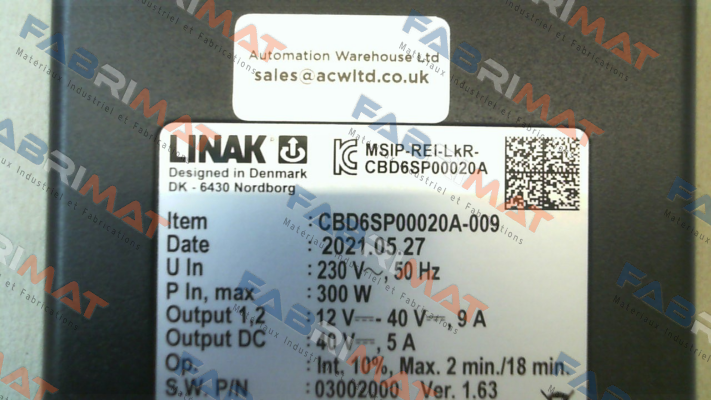 Automation Warehouse Ltd
sales@acwltd.co.uk
LINAK
Designed in Denmark
DK - 6430 Nordborg
MSIP-REI-LkR-
CBD6SP00020A
Item : CBD6SP00020A-009
Date : 2021.05.27
U In : 230 V~, 50 Hz
P In, max : 300 W
Output 1,2 : 12 V⎓ - 40 V⎓, 9 A
Output DC : 40 V⎓, 5 A
Op. : Int, 10%, Max. 2 min./18 min.
S.W. P/N : 03002000 Ver. 1.63
FABRIMAT
Materiaux Industriel et Fabrications